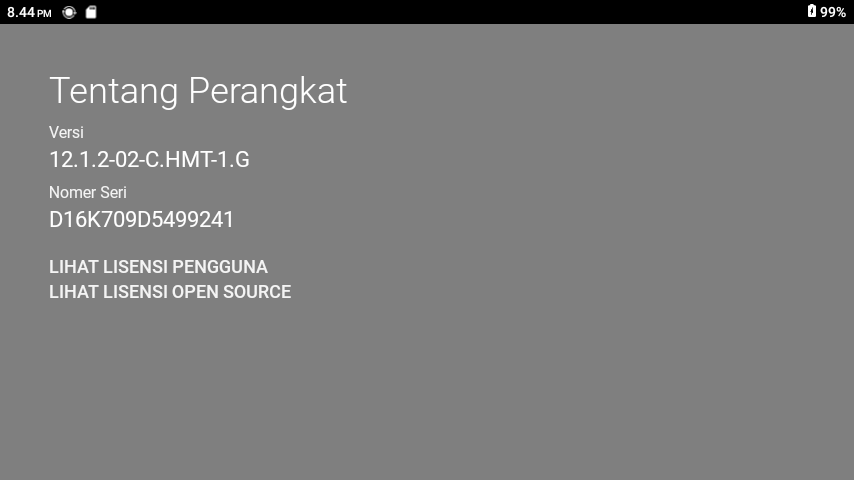 8.44 PM 99%
Tentang Perangkat
Versi
12.1.2-02-C.HMT-1.G
Nomer Seri
D16K709D5499241
LIHAT LISENSI PENGGUNA
LIHAT LISENSI OPEN SOURCE